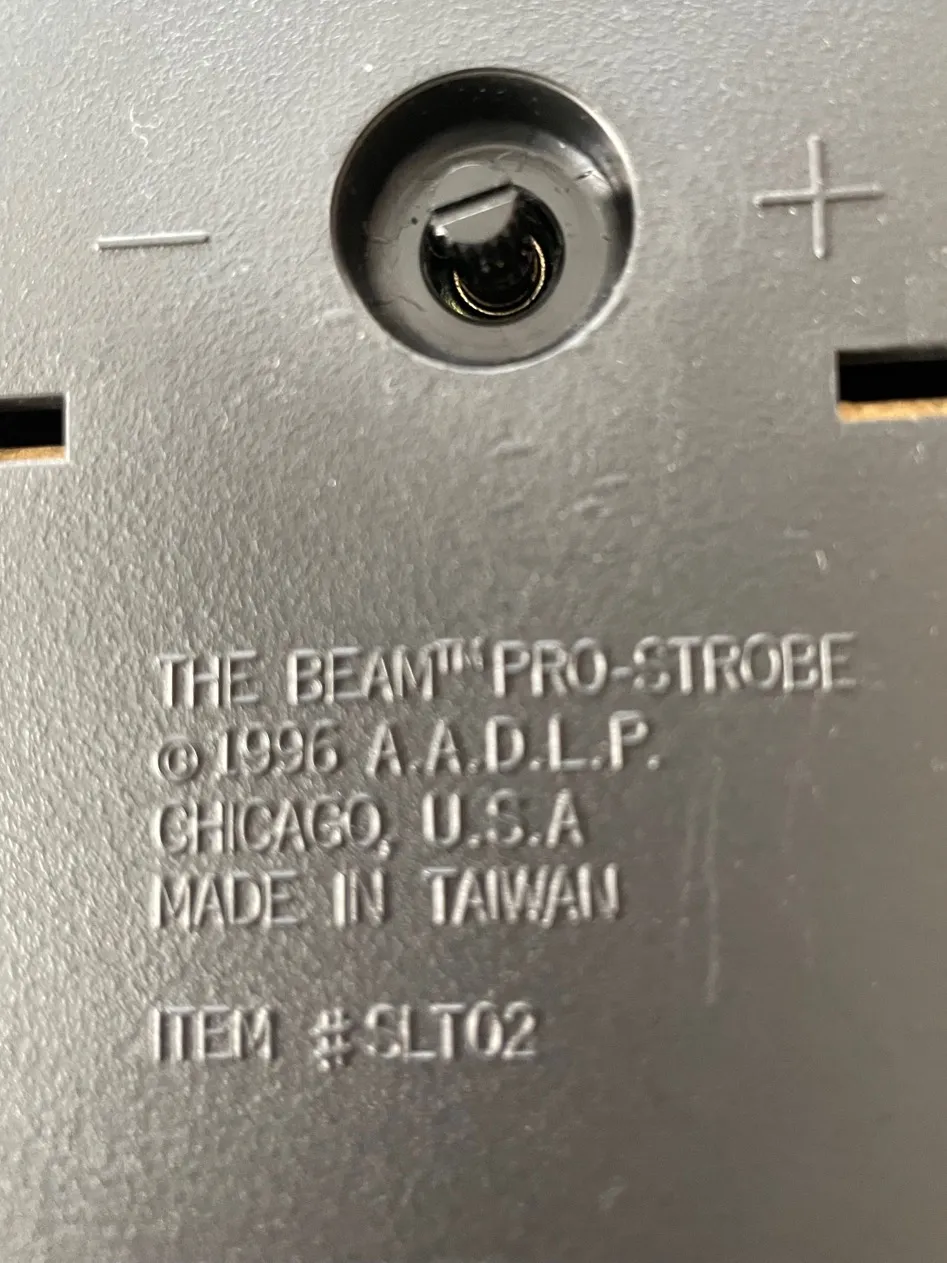 − +
THE BEAM™ PRO-STROBE
©1996 A.A.D.L.P.
CHICAGO, U.S.A
MADE IN TAIWAN
ITEM #SLT02